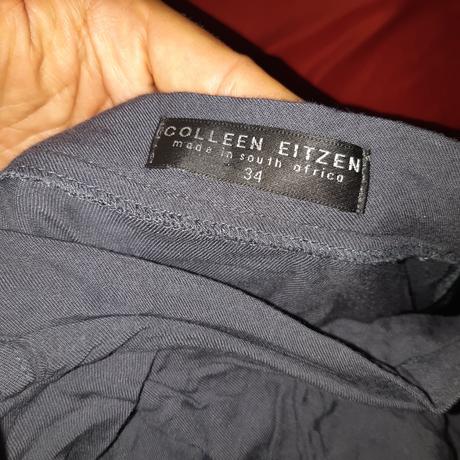 COLLEEN EITZEN
made in south africa
34